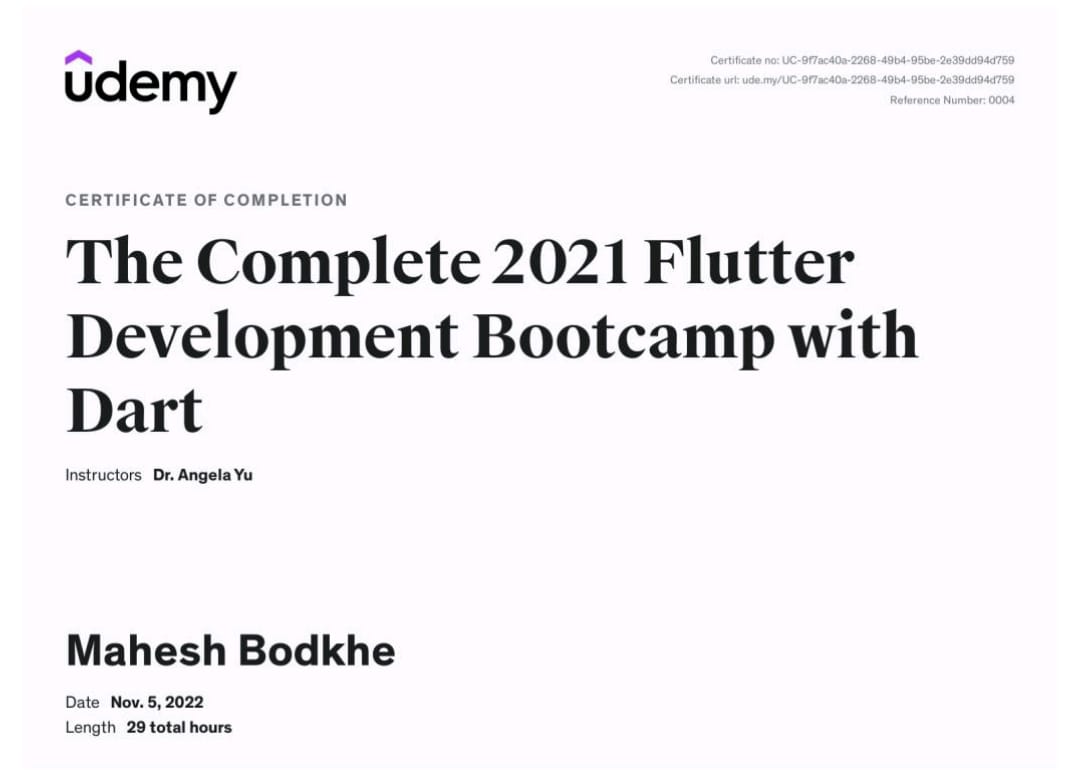 udemy
Certificate no: UC-9f7ac40a-2268-49b4-95be-2e39dd94d759
Certificate url: ude.my/UC-9f7ac40a-2268-49b4-95be-2e39dd94d759
Reference Number: 0004
CERTIFICATE OF COMPLETION
The Complete 2021 Flutter
Development Bootcamp with
Dart
Instructors Dr. Angela Yu
Mahesh Bodkhe
Date Nov. 5, 2022
Length 29 total hours